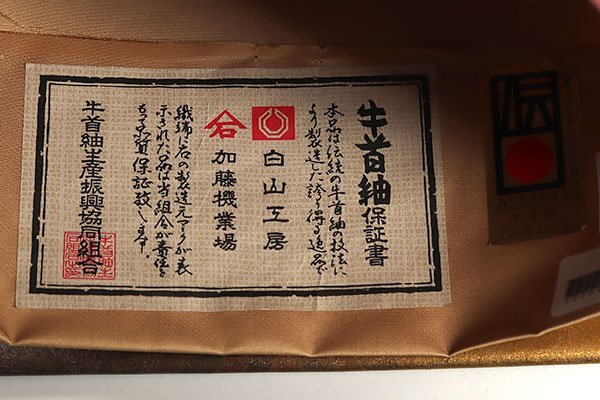 牛首紬保証書
本品は伝統の牛首紬の技法に
より製造した誇り得る逸品で
白山工房
加藤機業場
織端に右の製造元マークが表
示された品は当組合が責任を
もって品質保証致します。
牛首紬生産振興協同組合
伝